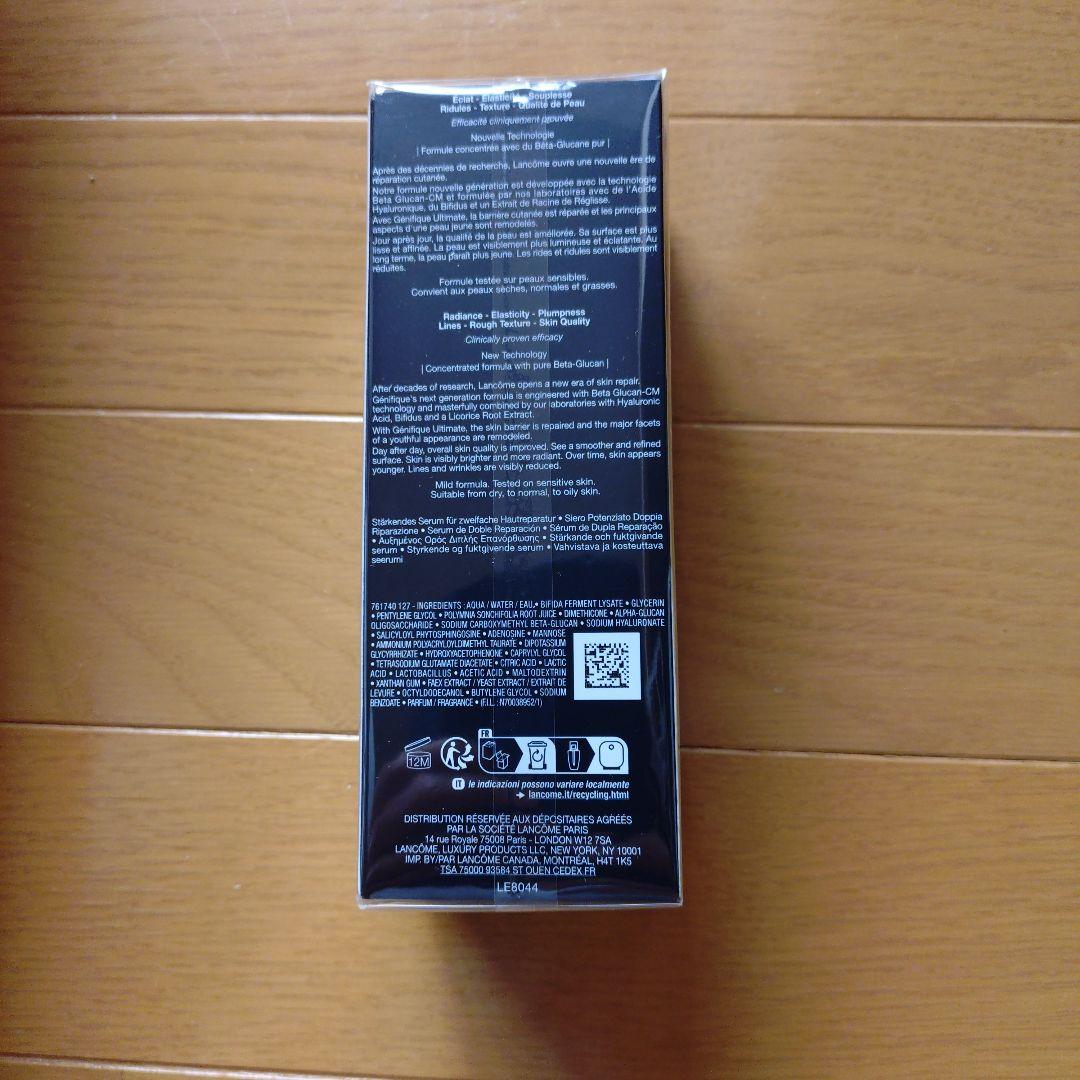 Éclat - Elasticité - Souplesse
Ridules - Texture - Qualité de Peau
Efficacité cliniquement prouvée
Nouvelle Technologie
| Formule concentrée avec du Bêta-Glucane pur |
Après des décennies de recherche, Lancôme ouvre une nouvelle ère de
réparation cutanée.
Notre formule nouvelle génération est développée avec la technologie
Beta Glucan-CM et formulée par nos laboratoires avec de l'Acide
Hyaluronique, du Bifidus et un Extrait de Racine de Réglisse.
Avec Génifique Ultimate, la barrière cutanée est réparée et les principaux
aspects d'une peau jeune sont remodelés.
Jour après jour, la qualité de la peau est améliorée. Sa surface est plus
lisse et affinée. La peau est visiblement plus lumineuse et éclatante. Au
long terme, la peau paraît plus jeune. Les rides et ridules sont visiblement
réduites.
Formule testée sur peaux sensibles.
Convient aux peaux sèches, normales et grasses.
Radiance - Elasticity - Plumpness
Lines - Rough Texture - Skin Quality
Clinically proven efficacy
New Technology
| Concentrated formula with pure Beta-Glucan |
After decades of research, Lancôme opens a new era of skin repair.
Génifique's next generation formula is engineered with Beta Glucan-CM
technology and masterfully combined by our laboratories with Hyaluronic
Acid, Bifidus and a Licorice Root Extract.
With Génifique Ultimate, the skin barrier is repaired and the major facets
of a youthful appearance are remodeled.
Day after day, overall skin quality is improved. See a smoother and refined
surface. Skin is visibly brighter and more radiant. Over time, skin appears
younger. Lines and wrinkles are visibly reduced.
Mild formula. Tested on sensitive skin.
Suitable from dry, to normal, to oily skin.
Stärkendes Serum für zweifache Hautreparatur • Siero Potenziato Doppia
Riparazione • Serum de Doble Reparación • Sérum de Dupla Reparação
• Αυξημένος Ορός Διπλής Επανόρθωσης • Stärkande och fuktgivande
serum • Styrkende og fuktgivende serum • Vahvistava ja kosteuttava
seerumi
761740 127 - INGREDIENTS : AQUA / WATER / EAU • BIFIDA FERMENT LYSATE • GLYCERIN
• PENTYLENE GLYCOL • POLYMNIA SONCHIFOLIA ROOT JUICE • DIMETHICONE • ALPHA-GLUCAN
OLIGOSACCHARIDE • SODIUM CARBOXYMETHYL BETA-GLUCAN • SODIUM HYALURONATE
• SALICYLOYL PHYTOSPHINGOSINE • ADENOSINE • MANNOSE
• AMMONIUM POLYACRYLOYLDIMETHYL TAURATE • DIPOTASSIUM
GLYCYRRHIZATE • HYDROXYACETOPHENONE • CAPRYLYL GLYCOL
• TETRASODIUM GLUTAMATE DIACETATE • CITRIC ACID • LACTIC
ACID • LACTOBACILLUS • ACETIC ACID • MALTODEXTRIN
• XANTHAN GUM • FAEX EXTRACT / YEAST EXTRACT / EXTRAIT DE
LEVURE • OCTYLDODECANOL • BUTYLENE GLYCOL • SODIUM
BENZOATE • PARFUM / FRAGRANCE • (F.I.L. : N70038952/1)
12M
FR
IT le indicazioni possono variare localmente
→ lancome.it/recycling.html
DISTRIBUTION RÉSERVÉE AUX DÉPOSITAIRES AGRÉÉS
PAR LA SOCIÉTÉ LANCÔME PARIS
14 rue Royale 75008 Paris - LONDON W12 7SA
LANCÔME, LUXURY PRODUCTS LLC, NEW YORK, NY 10001
IMP. BY/PAR LANCÔME CANADA, MONTRÉAL, H4T 1K5
TSA 75000 93584 ST OUEN CEDEX FR
LE8044